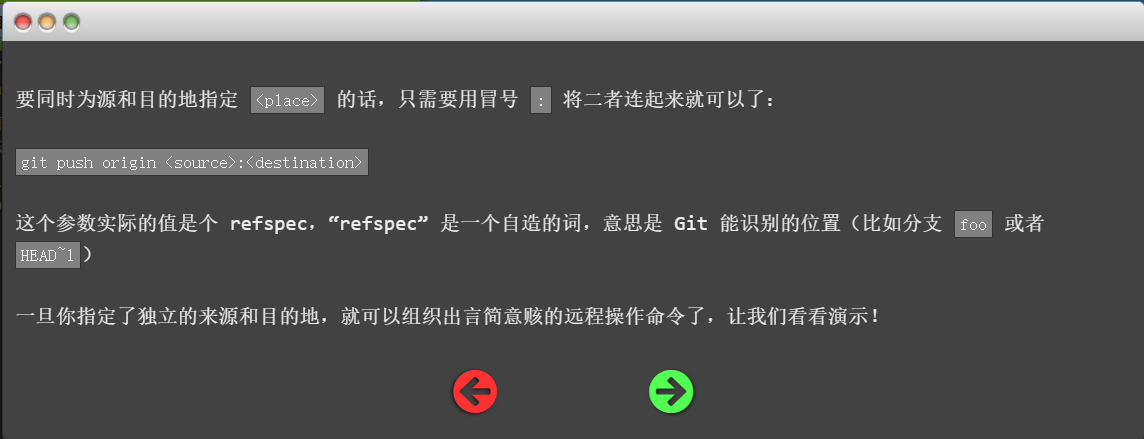 要同时为源和目的地指定 <place> 的话，只需要用冒号 : 将二者连起来就可以了：
git push origin <source>:<destination>
这个参数实际的值是个 refspec，“refspec” 是一个自造的词，意思是 Git 能识别的位置（比如分支 foo 或者
HEAD~1）
一旦你指定了独立的来源和目的地，就可以组织出言简意赅的远程操作命令了，让我们看看演示！